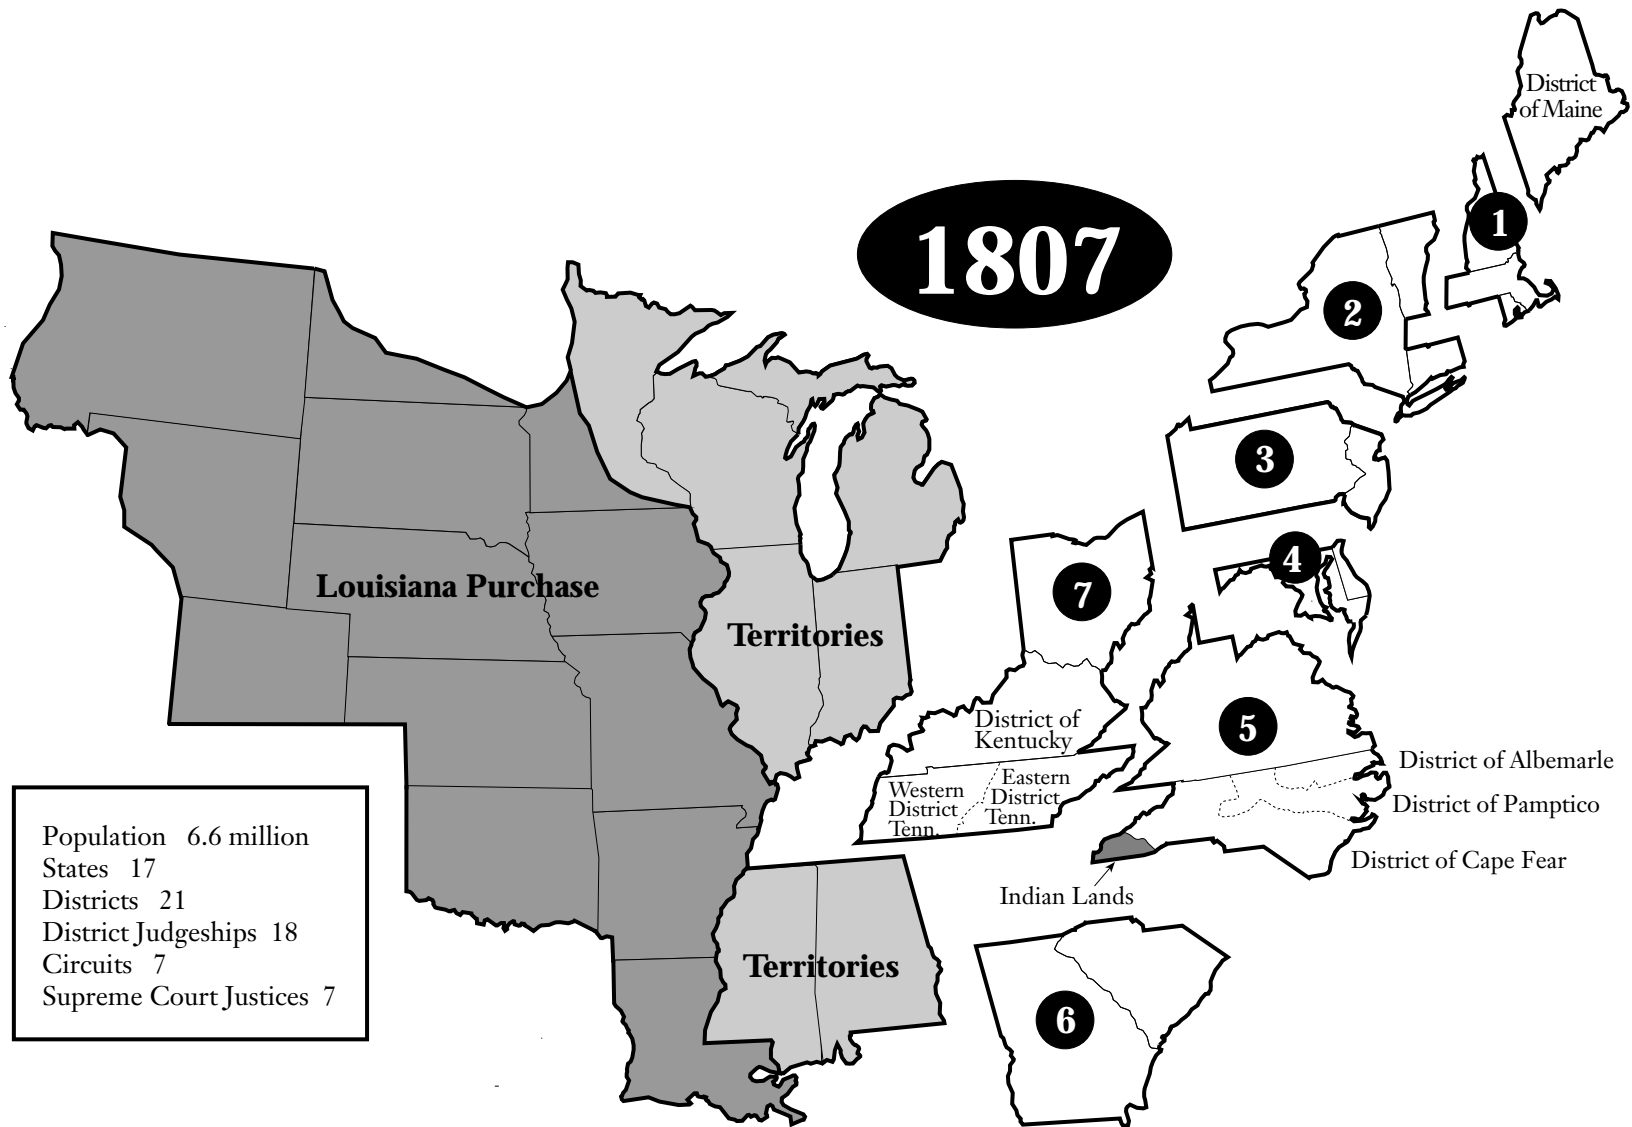 District
of Maine
1807
1
2
3
4
7
Louisiana Purchase
Territories
5
District of
Kentucky
Eastern
District
Tenn.
Western
District
Tenn.
District of Albemarle
District of Pamptico
District of Cape Fear
Indian Lands
Territories
6
Population 6.6 million
States 17
Districts 21
District Judgeships 18
Circuits 7
Supreme Court Justices 7